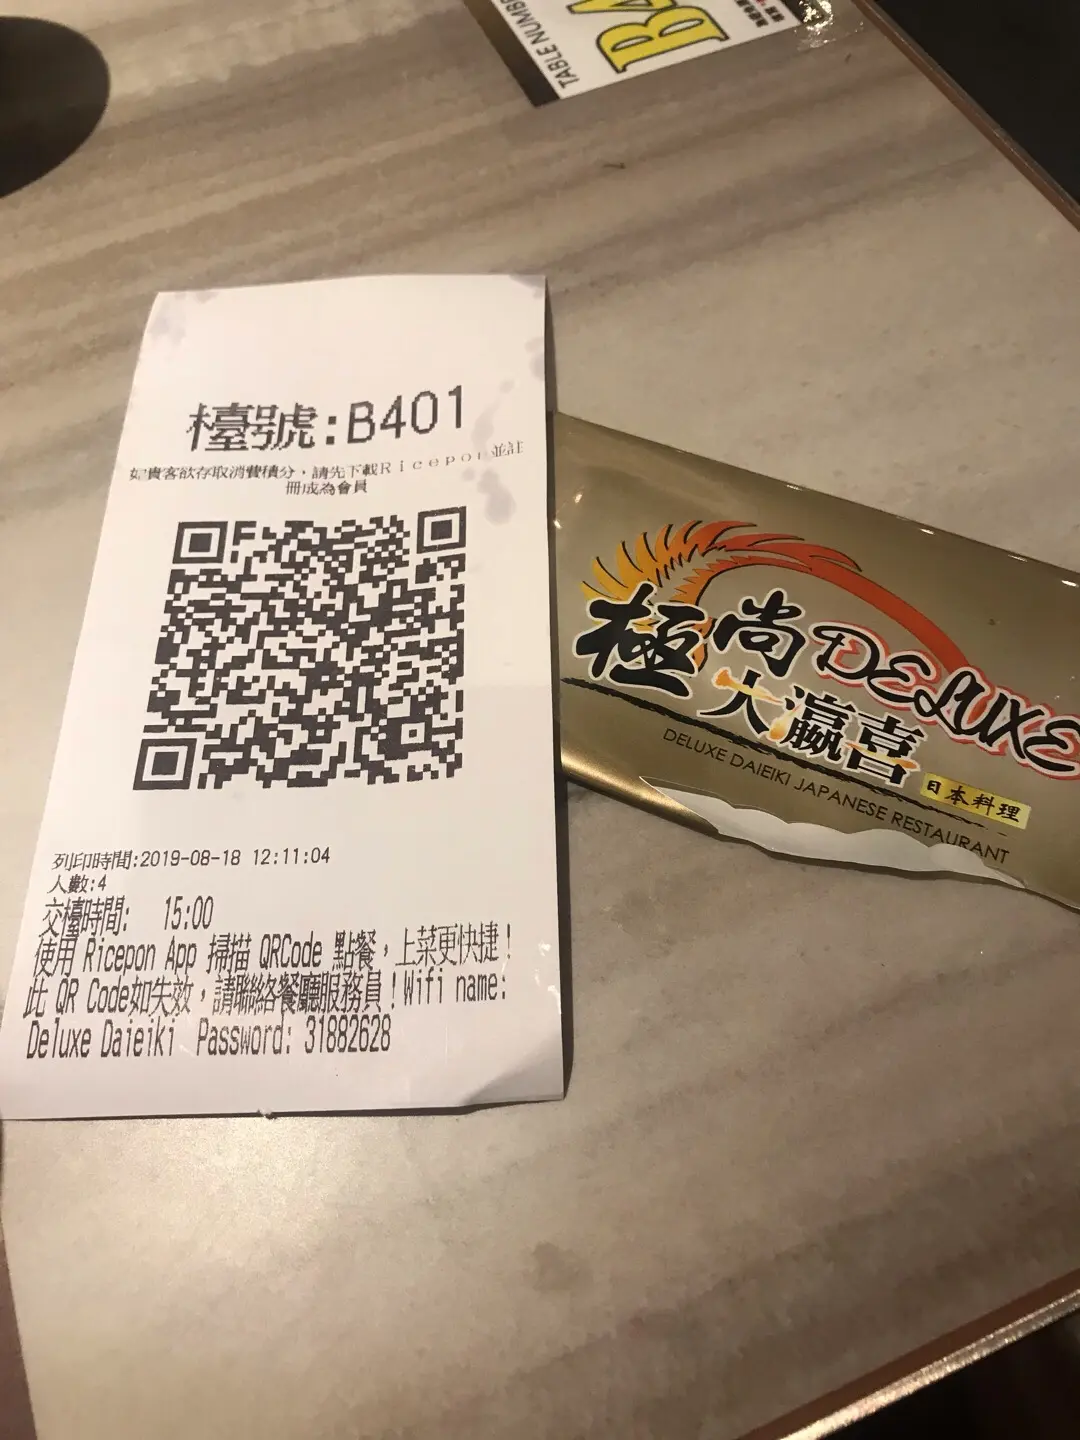 TABLE NUMBE
檯號:B401
如貴客欲存取消費積分，請先下載Ricepon並註
冊成為會員
列印時間:2019-08-18 12:11:04
人數:4
交檯時間: 15:00
使用 Ricepon App 掃描 QRCode 點餐，上菜更快捷！
此 QR Code如失效，請聯絡餐廳服務員！Wifi name:
Deluxe Daieiki Password: 31882628
極尚DELUXE
大瀛喜
日本料理
DELUXE DAIEIKI JAPANESE RESTAURANT